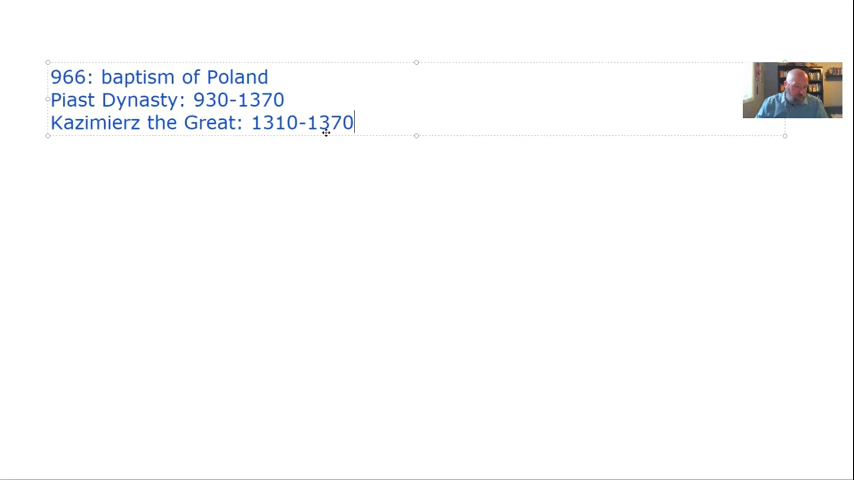 966: baptism of Poland
Piast Dynasty: 930-1370
Kazimierz the Great: 1310-1370